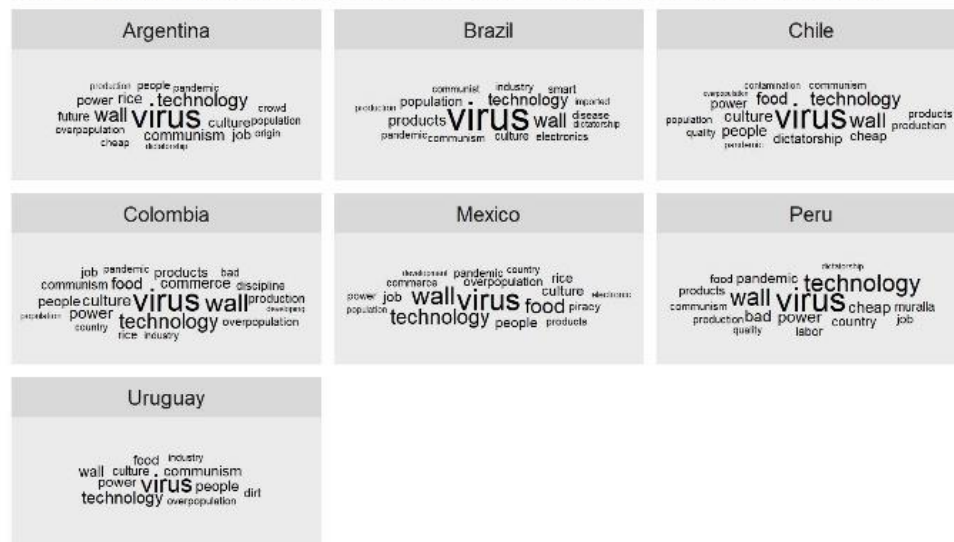 Argentina
production people pandemic
power rice . technology
future wall virus culture crowd population
overpopulation communism job origin
cheap
dictatorship
Brazil
communist industry smart
production population . technology imported
products virus wall disease
dictatorship
pandemic communism culture electronics
Chile
contamination communism
overpopulation
power food . technology
population culture virus wall products
quality people cheap production
pandemic dictatorship
Colombia
job pandemic products bad
communism food . commerce discipline
people culture virus wall production
population power developing
country technology overpopulation
rice industry
Mexico
development pandemic country
commerce overpopulation rice
power job wall virus culture electronic
population food piracy
technology people products
Peru
dictatorship
food pandemic technology
products wall virus cheap muralla
communism
production bad power country job
quality labor
Uruguay
food industry
wall culture . communism
power virus people dirt
technology overpopulation